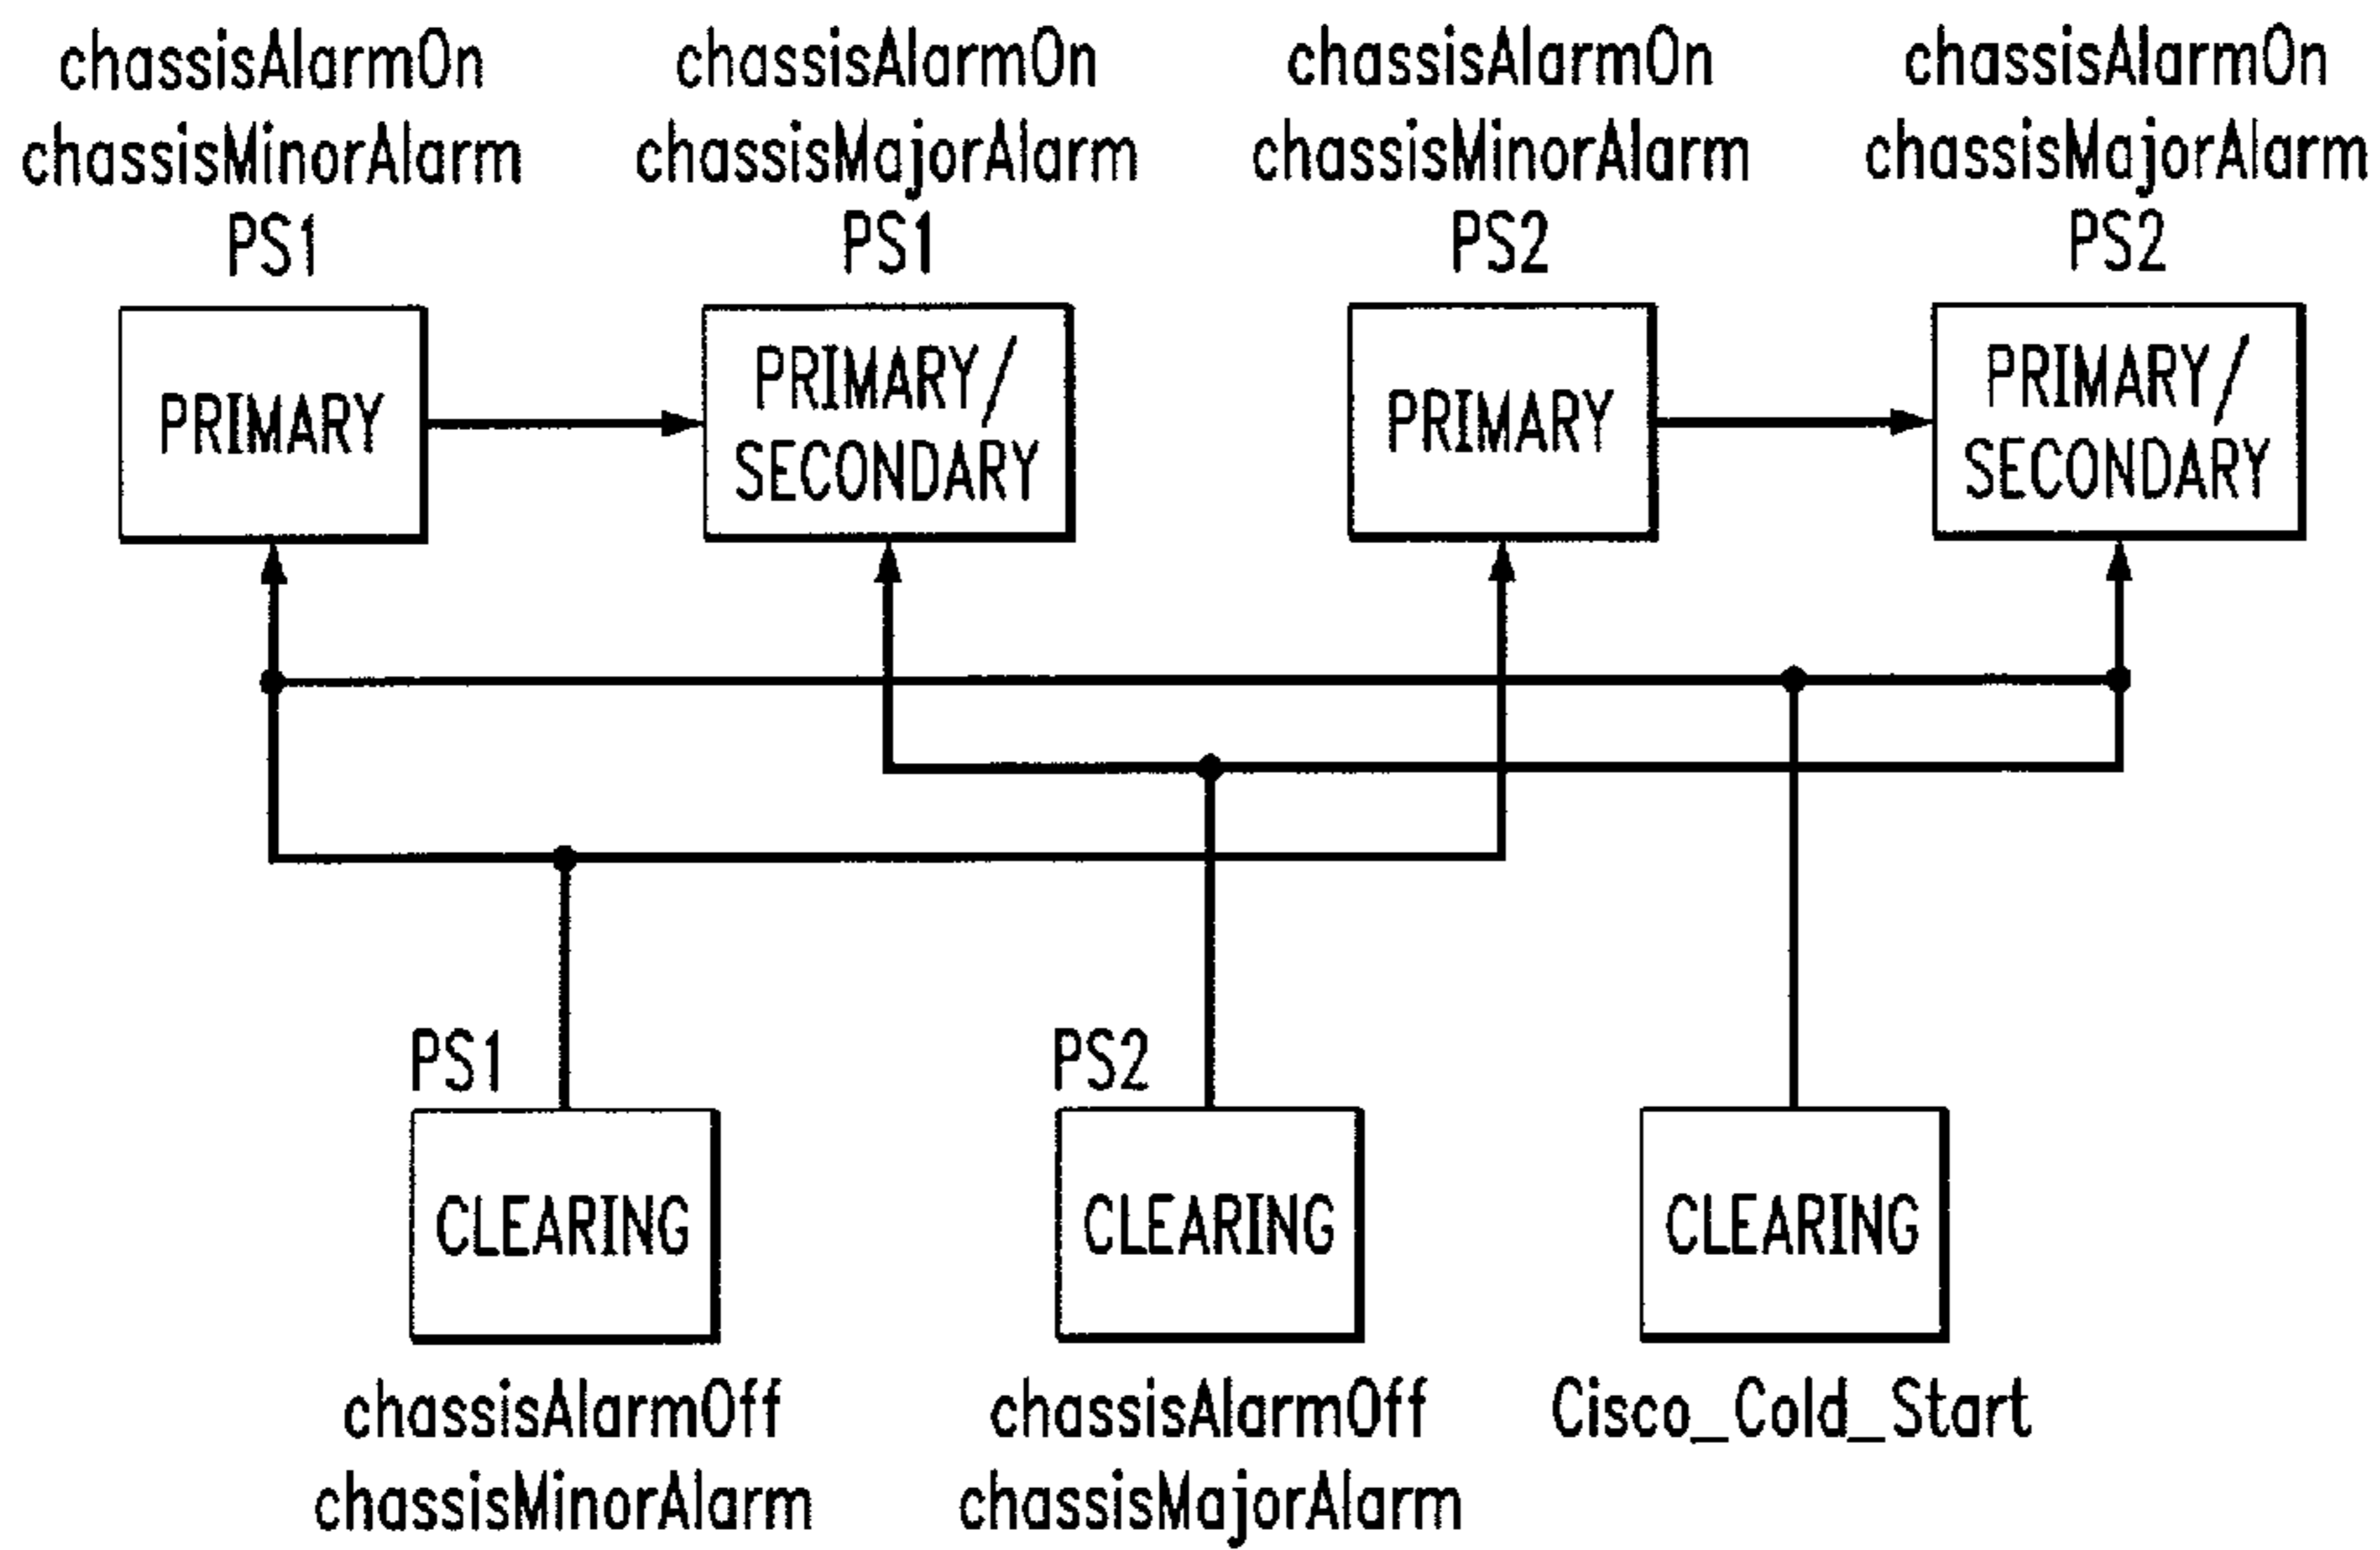 chassisAlarmOn
chassisMinorAlarm
PS1
chassisAlarmOn
chassisMajorAlarm
PS1
chassisAlarmOn
chassisMinorAlarm
PS2
chassisAlarmOn
chassisMajorAlarm
PS2
PRIMARY
PRIMARY/
SECONDARY
PRIMARY
PRIMARY/
SECONDARY
PS1
CLEARING
chassisAlarmOff
chassisMinorAlarm
PS2
CLEARING
chassisAlarmOff
chassisMajorAlarm
CLEARING
Cisco_Cold_Start